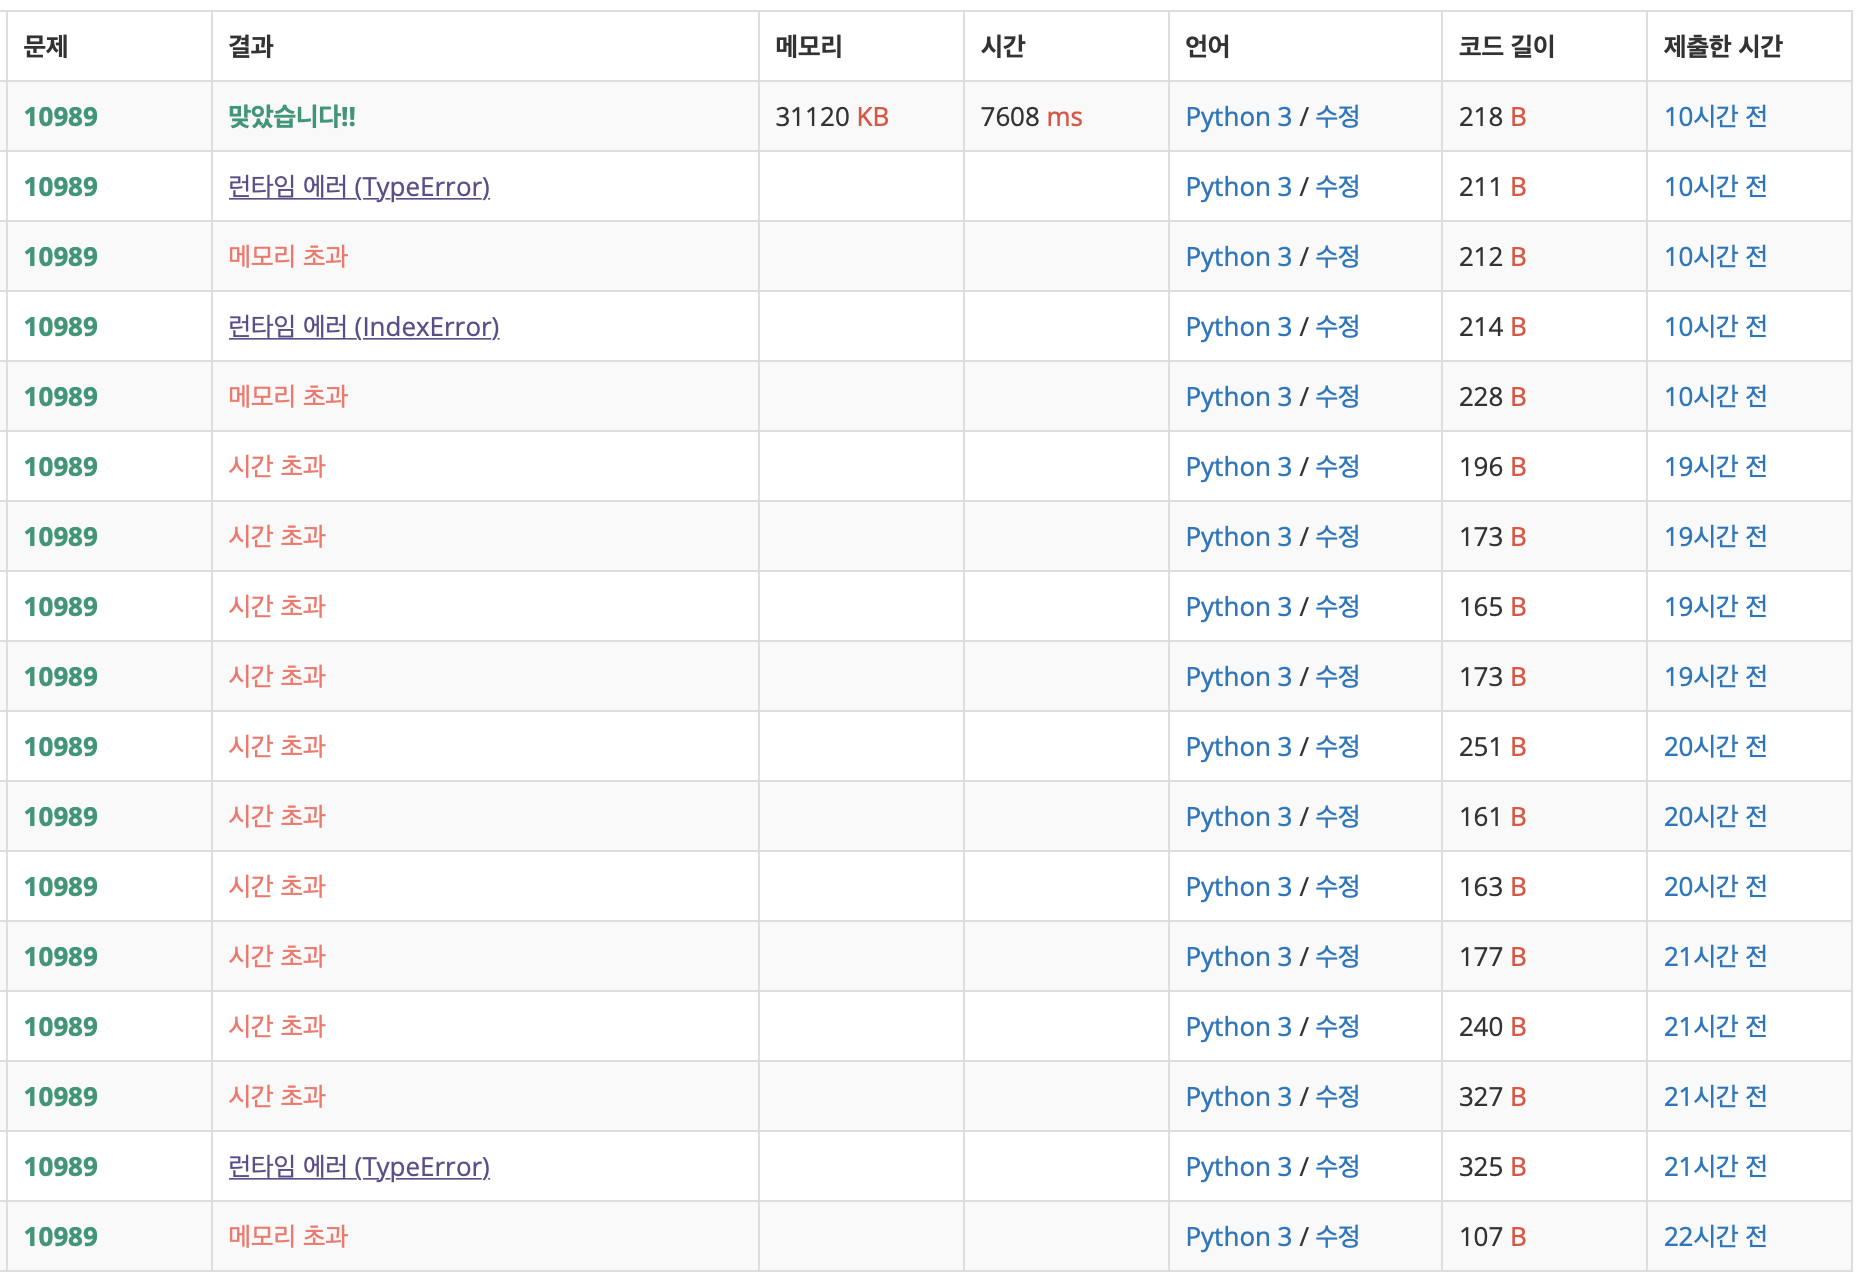 문제 결과 메모리 시간 언어 코드 길이 제출한 시간
10989 맞았습니다!! 31120 KB 7608 ms Python 3 / 수정 218 B 10시간 전
10989 런타임 에러 (TypeError) Python 3 / 수정 211 B 10시간 전
10989 메모리 초과 Python 3 / 수정 212 B 10시간 전
10989 런타임 에러 (IndexError) Python 3 / 수정 214 B 10시간 전
10989 메모리 초과 Python 3 / 수정 228 B 10시간 전
10989 시간 초과 Python 3 / 수정 196 B 19시간 전
10989 시간 초과 Python 3 / 수정 173 B 19시간 전
10989 시간 초과 Python 3 / 수정 165 B 19시간 전
10989 시간 초과 Python 3 / 수정 173 B 19시간 전
10989 시간 초과 Python 3 / 수정 251 B 20시간 전
10989 시간 초과 Python 3 / 수정 161 B 20시간 전
10989 시간 초과 Python 3 / 수정 163 B 20시간 전
10989 시간 초과 Python 3 / 수정 177 B 21시간 전
10989 시간 초과 Python 3 / 수정 240 B 21시간 전
10989 시간 초과 Python 3 / 수정 327 B 21시간 전
10989 런타임 에러 (TypeError) Python 3 / 수정 325 B 21시간 전
10989 메모리 초과 Python 3 / 수정 107 B 22시간 전